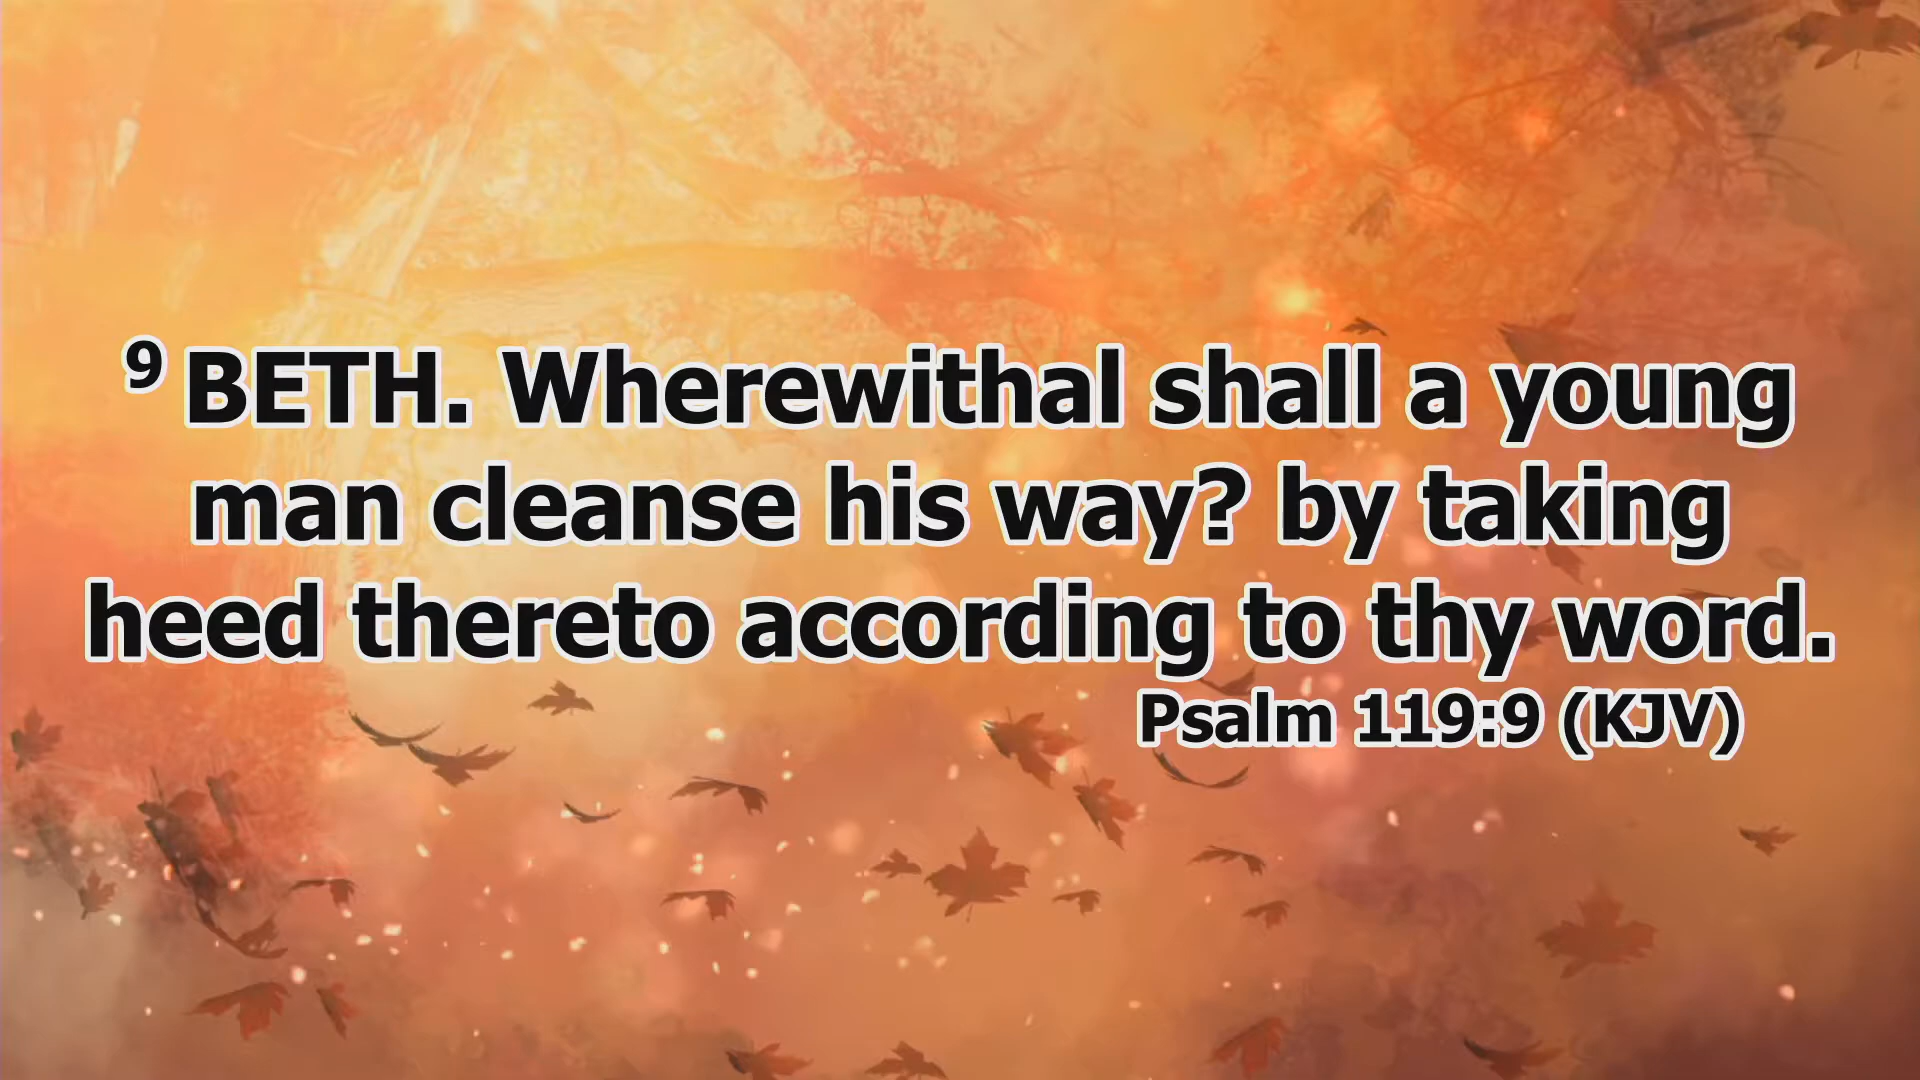 9 BETH. Wherewithal shall a young
man cleanse his way? by taking
heed thereto according to thy word.
Psalm 119:9 (KJV)